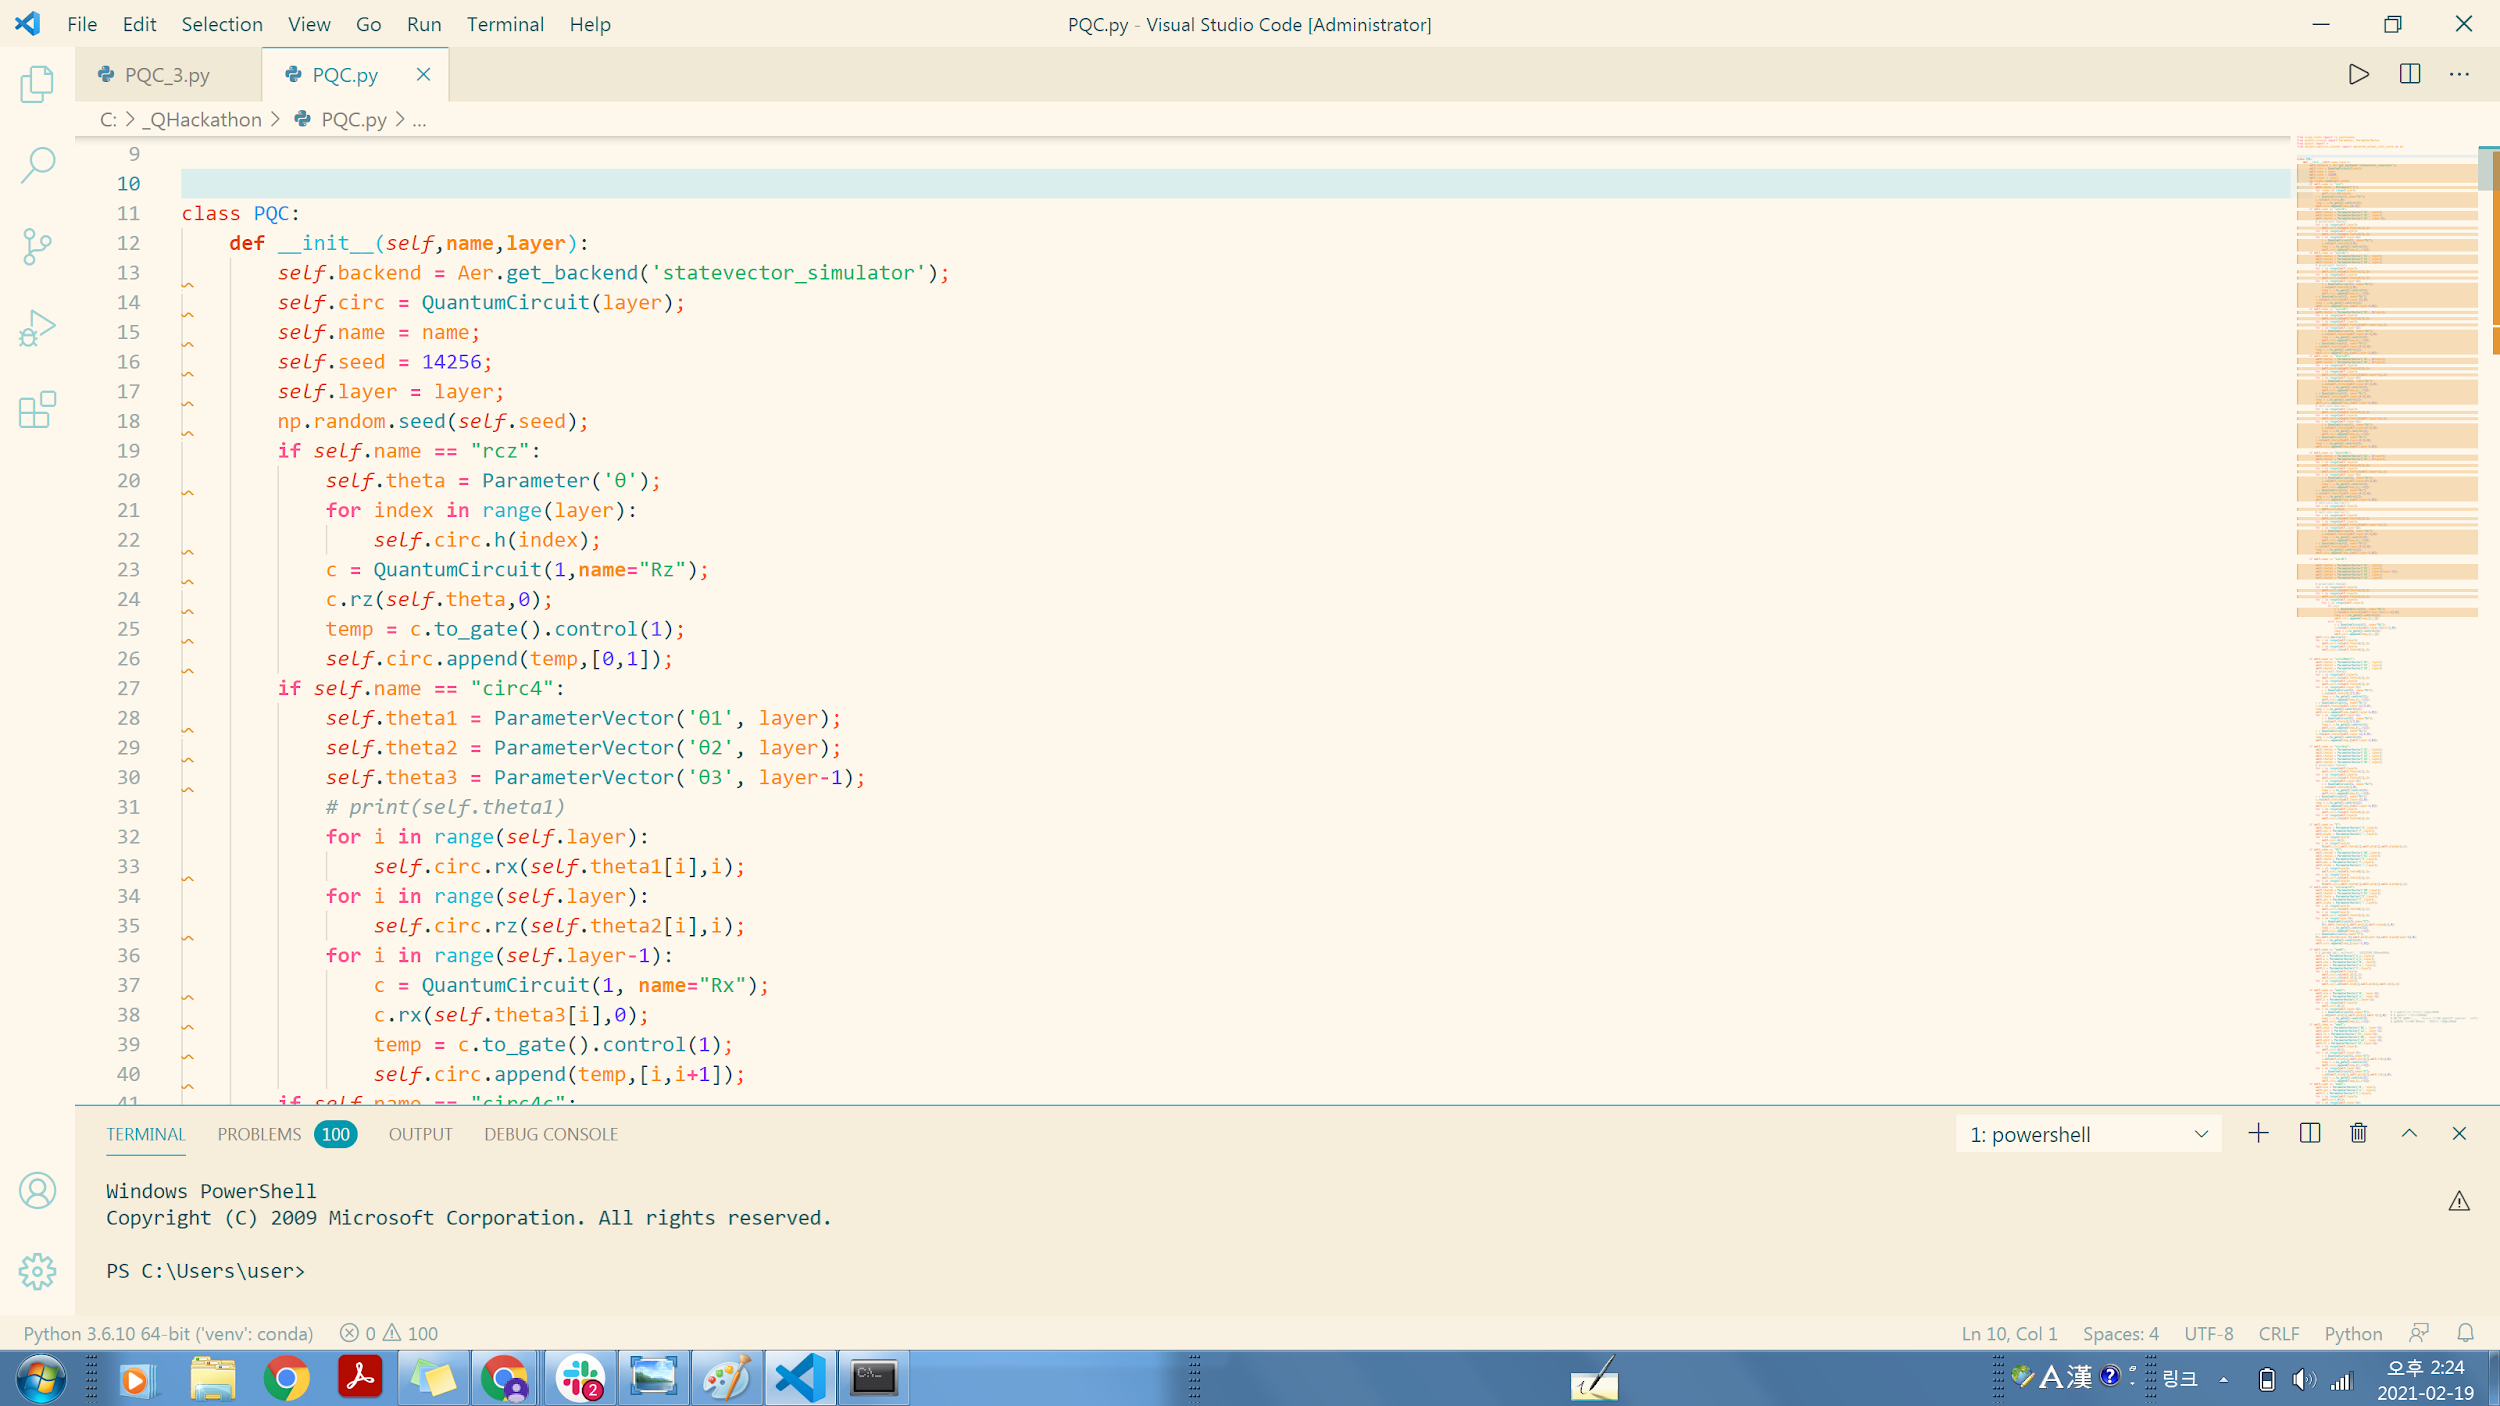 File Edit Selection View Go Run Terminal Help
PQC.py - Visual Studio Code [Administrator]
PQC_3.py
PQC.py
C: > _QHackathon > PQC.py > ...
9
10
11 class PQC:
12 def __init__(self,name,layer):
13 self.backend = Aer.get_backend('statevector_simulator');
14 self.circ = QuantumCircuit(layer);
15 self.name = name;
16 self.seed = 14256;
17 self.layer = layer;
18 np.random.seed(self.seed);
19 if self.name == "rcz":
20 self.theta = Parameter('θ');
21 for index in range(layer):
22 self.circ.h(index);
23 c = QuantumCircuit(1,name="Rz");
24 c.rz(self.theta,0);
25 temp = c.to_gate().control(1);
26 self.circ.append(temp,[0,1]);
27 if self.name == "circ4":
28 self.theta1 = ParameterVector('θ1', layer);
29 self.theta2 = ParameterVector('θ2', layer);
30 self.theta3 = ParameterVector('θ3', layer-1);
31 # print(self.theta1)
32 for i in range(self.layer):
33 self.circ.rx(self.theta1[i],i);
34 for i in range(self.layer):
35 self.circ.rz(self.theta2[i],i);
36 for i in range(self.layer-1):
37 c = QuantumCircuit(1, name="Rx");
38 c.rx(self.theta3[i],0);
39 temp = c.to_gate().control(1);
40 self.circ.append(temp,[i,i+1]);
41 if self.name == "circ4c":
TERMINAL PROBLEMS 100 OUTPUT DEBUG CONSOLE
1: powershell
Windows PowerShell
Copyright (C) 2009 Microsoft Corporation. All rights reserved.
PS C:\Users\user>
Python 3.6.10 64-bit ('venv': conda) 0 100
Ln 10, Col 1 Spaces: 4 UTF-8 CRLF Python
2
C:\_
A 漢 ? 링크
오후 2:24
2021-02-19